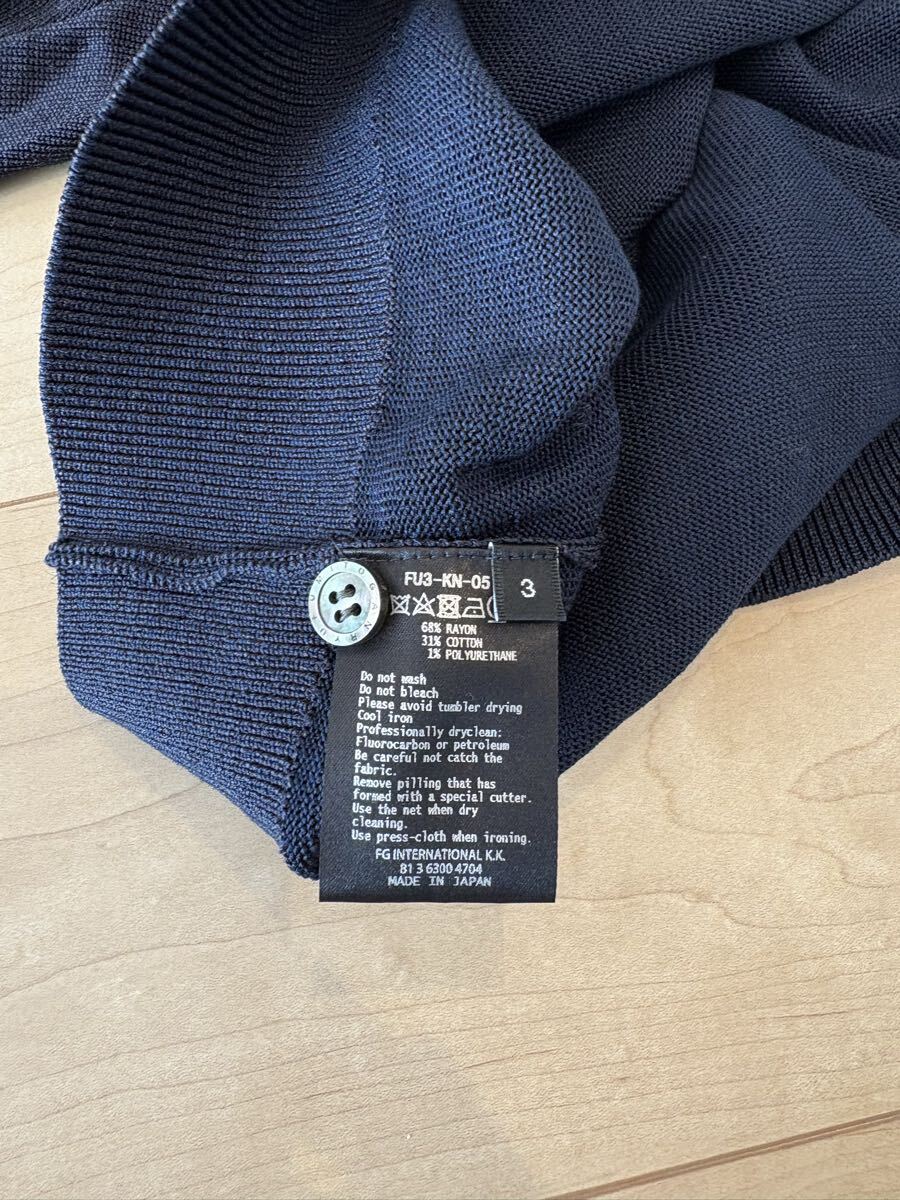 FU3-KN-05
3
68% RAYON
31% COTTON
1% POLYURETHANE
Do not wash
Do not bleach
Please avoid tumbler drying
Cool iron
Professionally dryclean:
Fluorocarbon or petroleum
Be careful not catch the
fabric.
Remove pilling that has
formed with a special cutter.
Use the net when dry
cleaning.
Use press-cloth when ironing.
FG INTERNATIONAL K.K.
81 3 6300 4704
MADE IN JAPAN